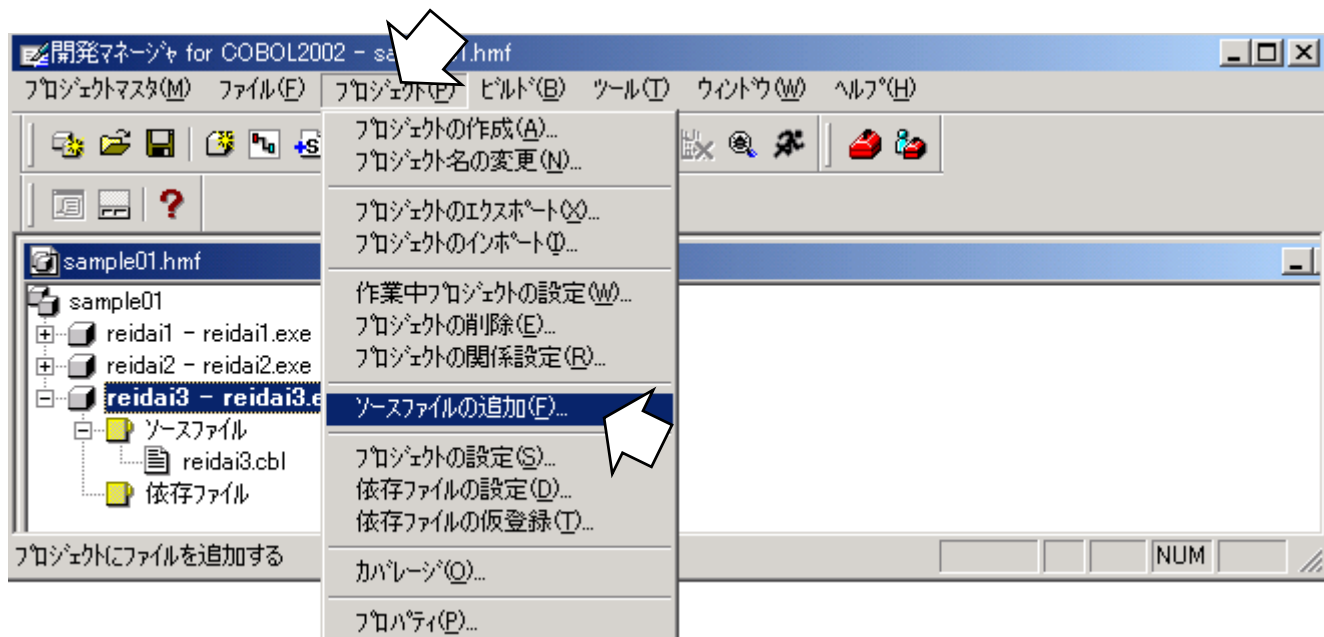 開発ﾏﾈｰｼﾞｬ for COBOL2002 - sa 1.hmf
ﾌﾟﾛｼﾞｪｸﾄﾏｽﾀ(M) ﾌｧｲﾙ(F) ﾌﾟﾛｼﾞｪｸﾄ(P) ﾋﾞﾙﾄﾞ(B) ﾂｰﾙ(T) ｳｨﾝﾄﾞｳ(W) ﾍﾙﾌﾟ(H)
ﾌﾟﾛｼﾞｪｸﾄの作成(A)...
ﾌﾟﾛｼﾞｪｸﾄ名の変更(N)...
ﾌﾟﾛｼﾞｪｸﾄのｴｸｽﾎﾟｰﾄ(X)...
ﾌﾟﾛｼﾞｪｸﾄのｲﾝﾎﾟｰﾄ(I)...
作業中ﾌﾟﾛｼﾞｪｸﾄの設定(W)...
ﾌﾟﾛｼﾞｪｸﾄの削除(E)...
ﾌﾟﾛｼﾞｪｸﾄの関係設定(R)...
ｿｰｽﾌｧｲﾙの追加(F)...
ﾌﾟﾛｼﾞｪｸﾄの設定(S)...
依存ﾌｧｲﾙの設定(D)...
依存ﾌｧｲﾙの仮登録(T)...
ｶﾊﾞﾚｰｼﾞ(O)...
ﾌﾟﾛﾊﾟﾃｨ(P)...
sample01.hmf
sample01
reidai1 - reidai1.exe
reidai2 - reidai2.exe
reidai3 - reidai3.e
ｿｰｽﾌｧｲﾙ
reidai3.cbl
依存ﾌｧｲﾙ
ﾌﾟﾛｼﾞｪｸﾄにﾌｧｲﾙを追加する
NUM